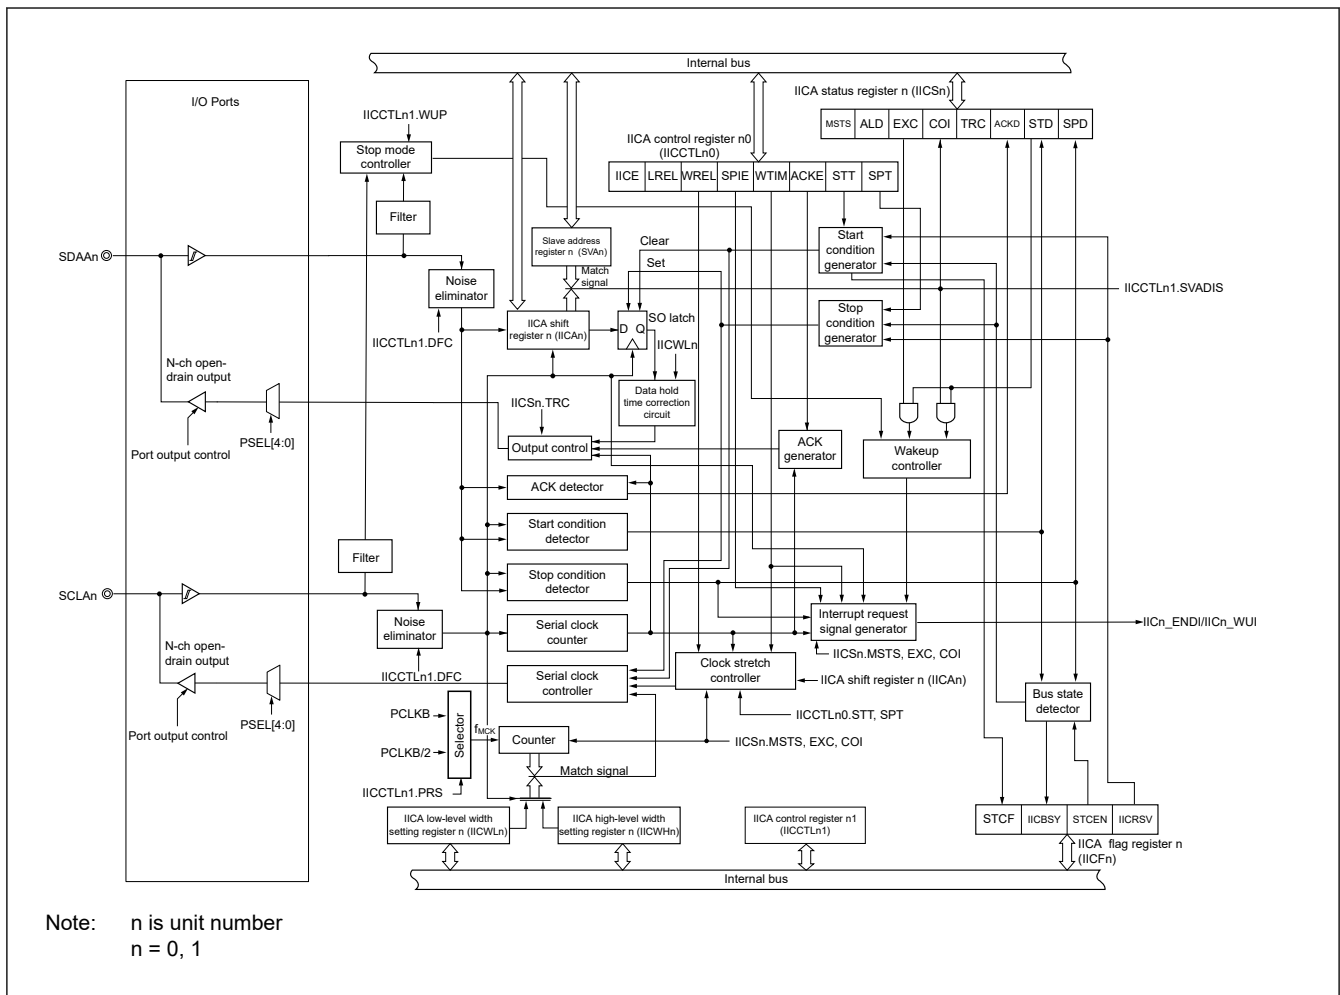 Internal bus
I/O Ports
IICA status register n (IICSn)
MSTS ALD EXC COI TRC ACKD STD SPD
IICCTLn1.WUP
Stop mode
controller
IICA control register n0
(IICCTLn0)
IICE LREL WREL SPIE WTIM ACKE STT SPT
Filter
Slave address
register n (SVAn)
Clear
Set
Start
condition
generator
SDAAn
Noise
eliminator
Match
signal
IICCTLn1.SVADIS
Stop
condition
generator
IICA shift
register n (IICAn)
D Q
SO latch
IICCTLn1.DFC
IICWLn
N-ch open-
drain output
Data hold
time correction
circuit
IICSn.TRC
PSEL[4:0]
Port output control
Output control
ACK
generator
Wakeup
controller
ACK detector
Start condition
detector
Filter
Stop condition
detector
SCLAn
Noise
eliminator
Serial clock
counter
Interrupt request
signal generator
IICn_ENDI/IICn_WUI
N-ch open-
drain output
IICSn.MSTS, EXC, COI
IICCTLn1.DFC
Serial clock
controller
Clock stretch
controller
IICA shift register n (IICAn)
Bus state
detector
PSEL[4:0]
Port output control
PCLKB
PCLKB/2
Selector
fMCK
Counter
IICCTLn0.STT, SPT
IICSn.MSTS, EXC, COI
Match signal
IICCTLn1.PRS
IICA low-level width
setting register n (IICWLn)
IICA high-level width
setting register n (IICWHn)
IICA control register n1
(IICCTLn1)
STCF IICBSY STCEN IICRSV
IICA flag register n
(IICFn)
Internal bus
Note: n is unit number
n = 0, 1